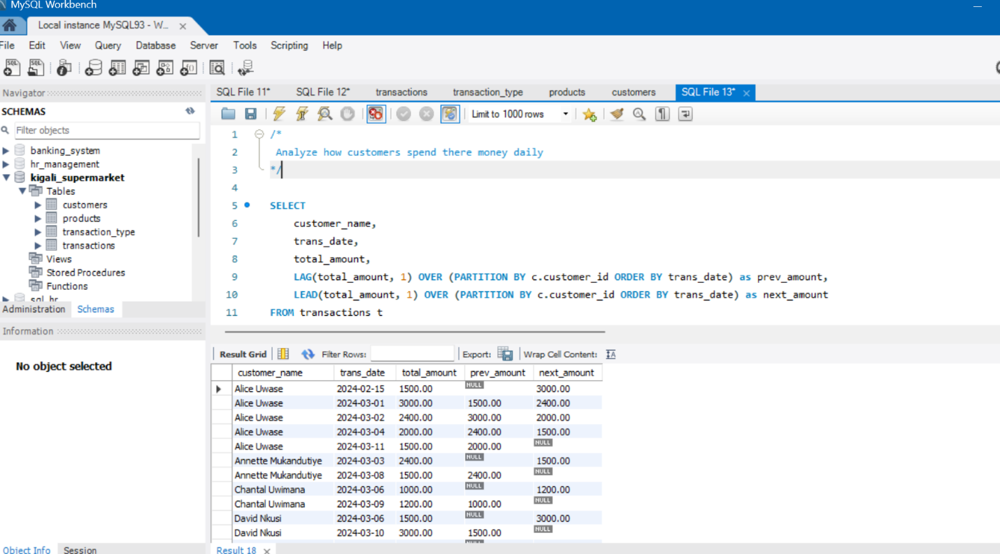 MySQL Workbench
Local instance MySQL93 - W...
File Edit View Query Database Server Tools Scripting Help
Navigator
SCHEMAS
Filter objects
banking_system
hr_management
kigali_supermarket
Tables
customers
products
transaction_type
transactions
Views
Stored Procedures
Functions
sql_hr
Administration Schemas
Information
No object selected
Object Info Session
SQL File 11* SQL File 12* transactions transaction_type products customers SQL File 13*
Limit to 1000 rows
1 /*
2 Analyze how customers spend there money daily
3 */
4
5 SELECT
6 customer_name,
7 trans_date,
8 total_amount,
9 LAG(total_amount, 1) OVER (PARTITION BY c.customer_id ORDER BY trans_date) as prev_amount,
10 LEAD(total_amount, 1) OVER (PARTITION BY c.customer_id ORDER BY trans_date) as next_amount
11 FROM transactions t
Result Grid Filter Rows: Export: Wrap Cell Content:
customer_name trans_date total_amount prev_amount next_amount
Alice Uwase 2024-02-15 1500.00 NULL 3000.00
Alice Uwase 2024-03-01 3000.00 1500.00 2400.00
Alice Uwase 2024-03-02 2400.00 3000.00 2000.00
Alice Uwase 2024-03-04 2000.00 2400.00 1500.00
Alice Uwase 2024-03-11 1500.00 2000.00 NULL
Annette Mukandutiye 2024-03-03 2400.00 NULL 1500.00
Annette Mukandutiye 2024-03-08 1500.00 2400.00 NULL
Chantal Uwimana 2024-03-06 1000.00 NULL 1200.00
Chantal Uwimana 2024-03-09 1200.00 1000.00 NULL
David Nkusi 2024-03-06 1500.00 NULL 3000.00
David Nkusi 2024-03-10 3000.00 1500.00 NULL
NULL
Result 18